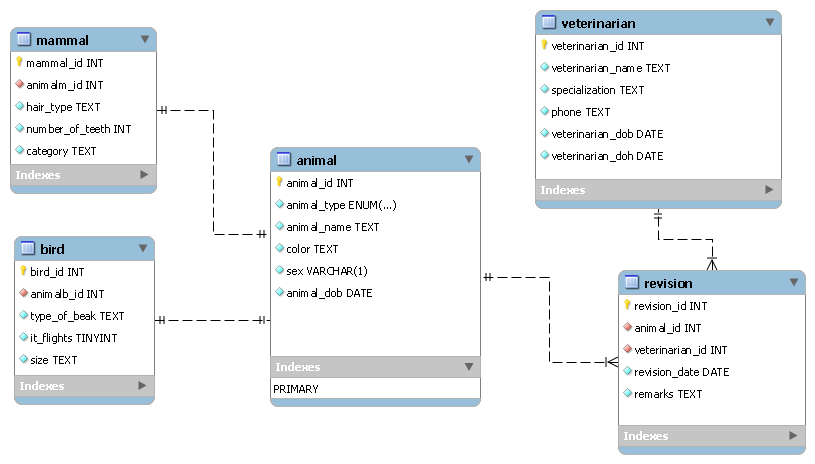 mammal
mammal_id INT
animalm_id INT
hair_type TEXT
number_of_teeth INT
category TEXT
Indexes
bird
bird_id INT
animalb_id INT
type_of_beak TEXT
it_flights TINYINT
size TEXT
Indexes
animal
animal_id INT
animal_type ENUM(...)
animal_name TEXT
color TEXT
sex VARCHAR(1)
animal_dob DATE
Indexes
PRIMARY
veterinarian
veterinarian_id INT
veterinarian_name TEXT
specialization TEXT
phone TEXT
veterinarian_dob DATE
veterinarian_doh DATE
Indexes
revision
revision_id INT
animal_id INT
veterinarian_id INT
revision_date DATE
remarks TEXT
Indexes